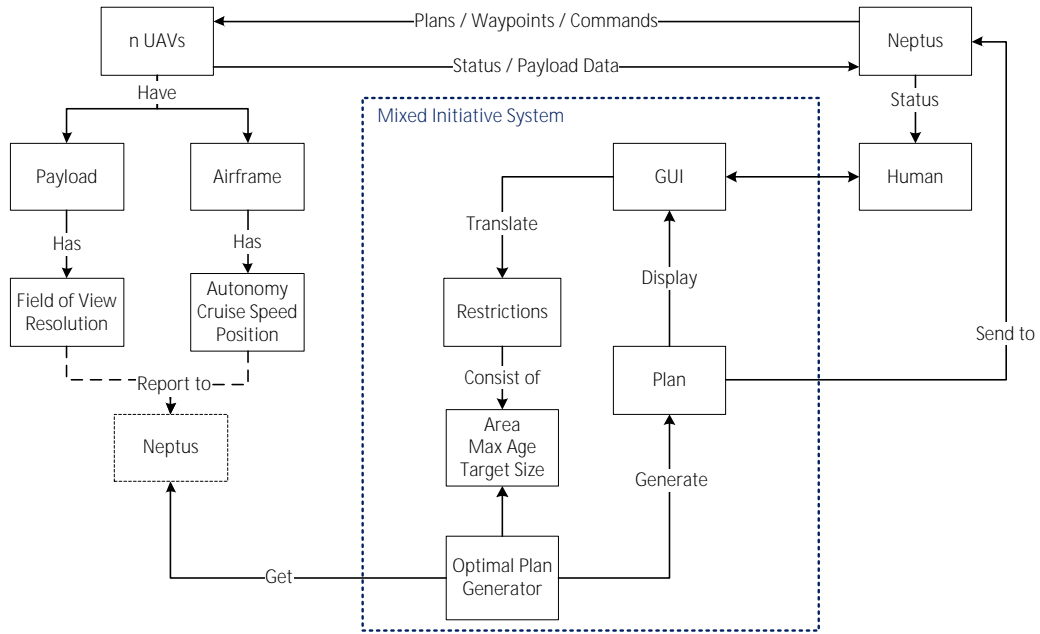 Plans / Waypoints / Commands
n UAVs
Neptus
Status / Payload Data
Have
Status
Mixed Initiative System
Payload
Airframe
GUI
Human
Translate
Has
Has
Display
Field of View
Resolution
Autonomy
Cruise Speed
Position
Restrictions
Send to
Report to
Consist of
Plan
Neptus
Area
Max Age
Target Size
Generate
Get
Optimal Plan
Generator